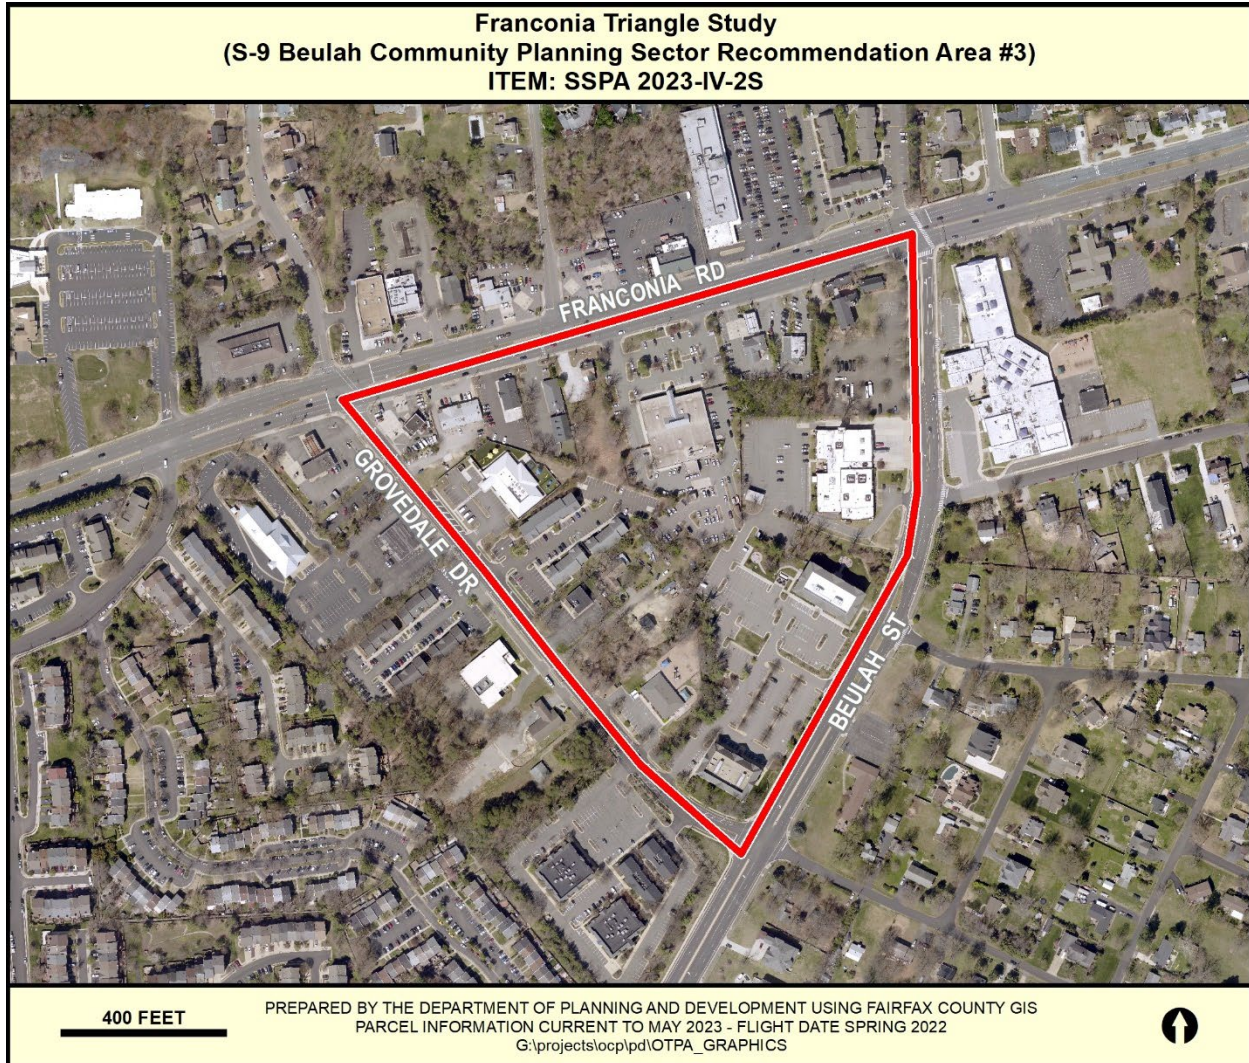 Franconia Triangle Study
(S-9 Beulah Community Planning Sector Recommendation Area #3)
ITEM: SSPA 2023-IV-2S
FRANCONIA RD
GROVEDALE DR
BEULAH ST
400 FEET
PREPARED BY THE DEPARTMENT OF PLANNING AND DEVELOPMENT USING FAIRFAX COUNTY GIS
PARCEL INFORMATION CURRENT TO MAY 2023 - FLIGHT DATE SPRING 2022
G:\projects\ocp\pd\OTPA_GRAPHICS